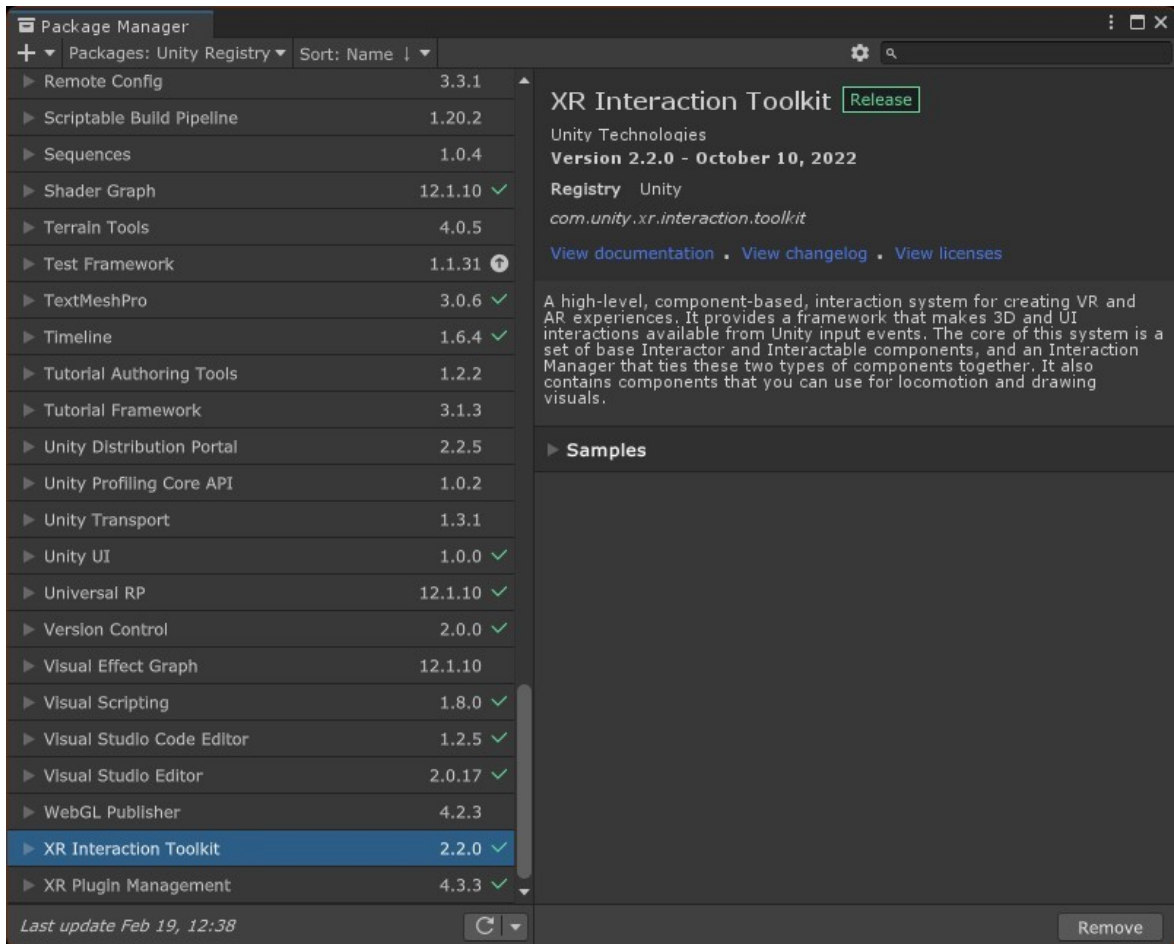 Package Manager
Packages: Unity Registry Sort: Name ↓
Remote Config 3.3.1
Scriptable Build Pipeline 1.20.2
Sequences 1.0.4
Shader Graph 12.1.10
Terrain Tools 4.0.5
Test Framework 1.1.31
TextMeshPro 3.0.6
Timeline 1.6.4
Tutorial Authoring Tools 1.2.2
Tutorial Framework 3.1.3
Unity Distribution Portal 2.2.5
Unity Profiling Core API 1.0.2
Unity Transport 1.3.1
Unity UI 1.0.0
Universal RP 12.1.10
Version Control 2.0.0
Visual Effect Graph 12.1.10
Visual Scripting 1.8.0
Visual Studio Code Editor 1.2.5
Visual Studio Editor 2.0.17
WebGL Publisher 4.2.3
XR Interaction Toolkit 2.2.0
XR Plugin Management 4.3.3
Last update Feb 19, 12:38
XR Interaction Toolkit Release
Unity Technologies
Version 2.2.0 - October 10, 2022
Registry Unity
com.unity.xr.interaction.toolkit
View documentation . View changelog . View licenses
A high-level, component-based, interaction system for creating VR and
AR experiences. It provides a framework that makes 3D and UI
interactions available from Unity input events. The core of this system is a
set of base Interactor and Interactable components, and an Interaction
Manager that ties these two types of components together. It also
contains components that you can use for locomotion and drawing
visuals.
Samples
Remove